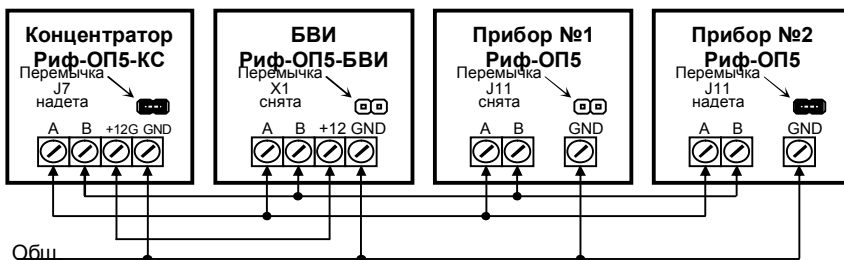 Концентратор
Риф-ОП5-КС
Перемычка
J7
надета
A B +12G GND
БВИ
Риф-ОП5-БВИ
Перемычка
X1
снята
A B +12 GND
Прибор №1
Риф-ОП5
Перемычка
J11
снята
A B GND
Прибор №2
Риф-ОП5
Перемычка
J11
надета
A B GND
Общ.